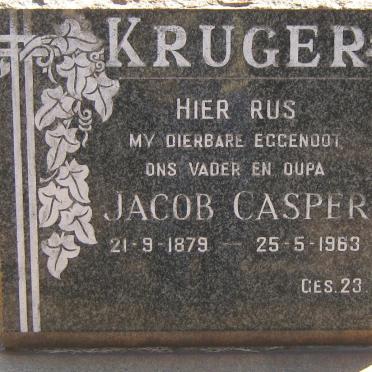 KRUGER
HIER RUS
MY DIERBARE EGGENOOT
ONS VADER EN OUPA
JACOB CASPER
21-9-1879 — 25-5-1963
GES. 23.